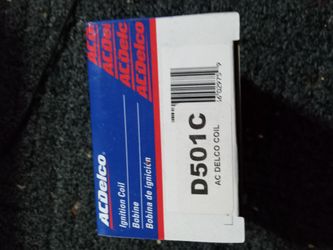 ACDelco
ACDelco
ACDelco
ACDelco
Ignition Coil
Bobine
Bobina de ignición
D501C
AC DELCO COIL